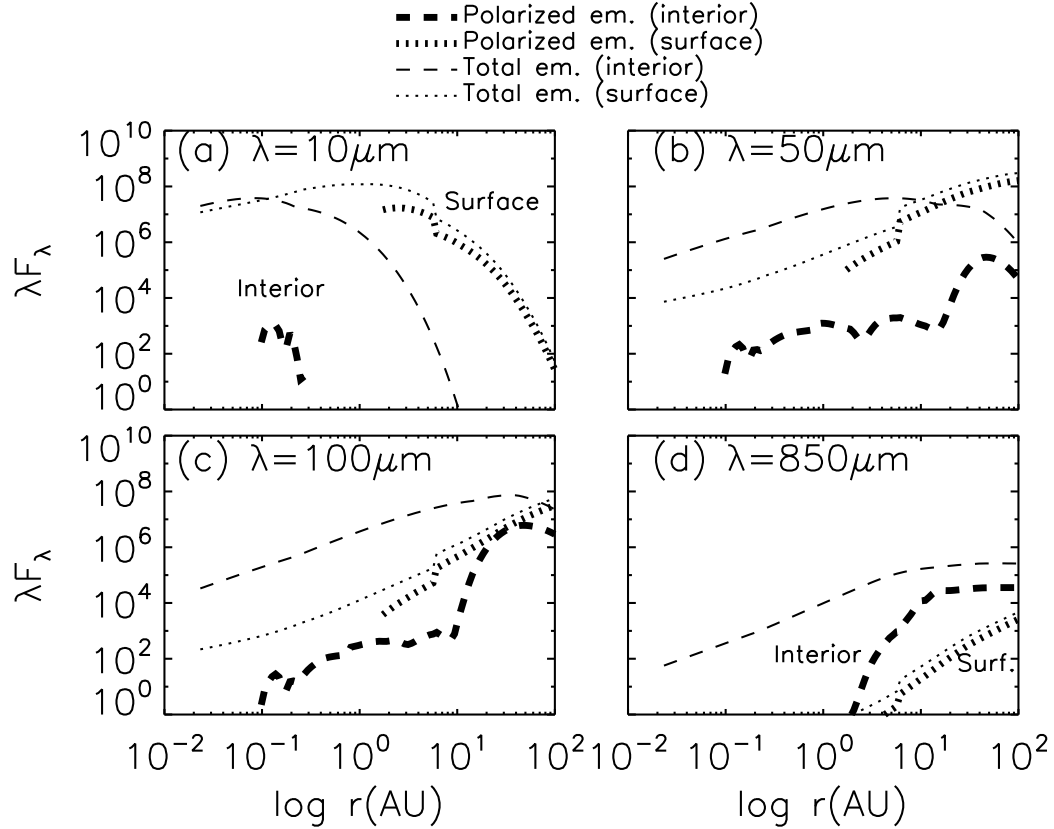 Polarized em. (interior)
Polarized em. (surface)
Total em. (interior)
Total em. (surface)
(a) λ=10μm
(b) λ=50μm
10^10
10^8
10^6
10^4
10^2
10^0
λF_λ
Surface
Interior
(c) λ=100μm
(d) λ=850μm
10^10
10^8
10^6
10^4
10^2
10^0
λF_λ
Interior
Surf.
10^-2 10^-1 10^0 10^1 10^2 10^-2 10^-1 10^0 10^1 10^2
log r(AU) log r(AU)